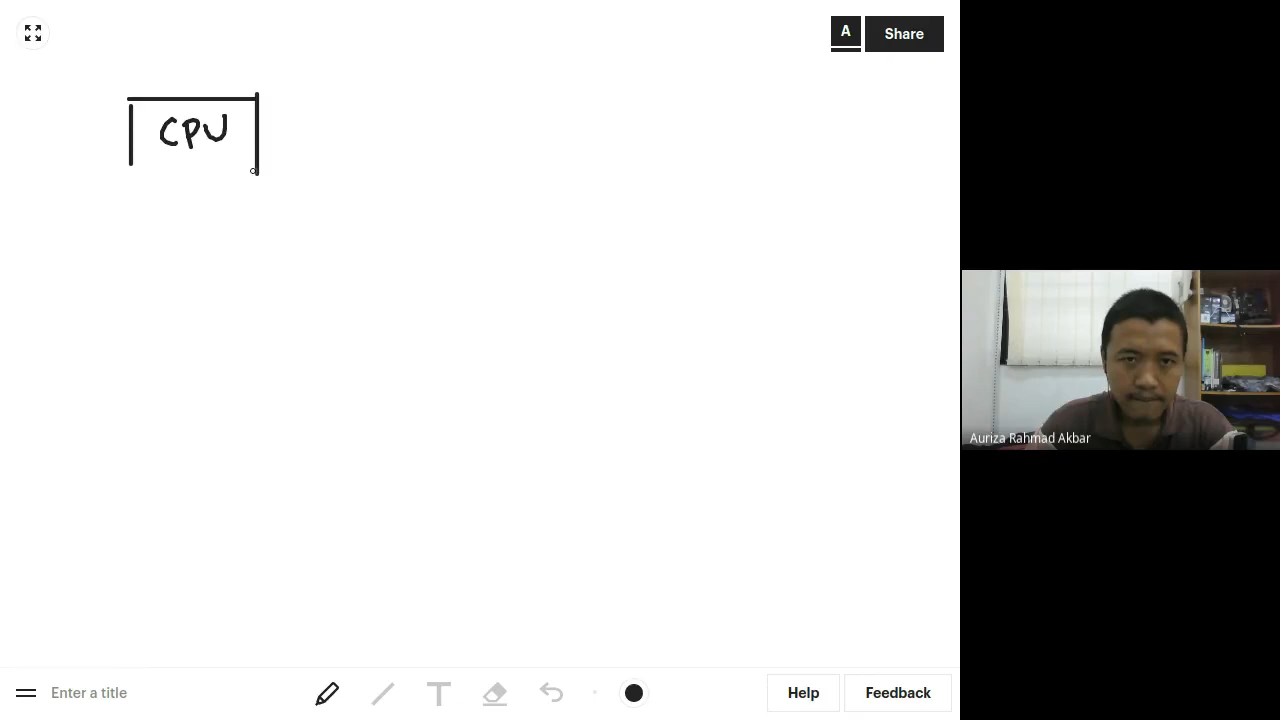 A
Share
CPU
Auriza Rahmad Akbar
Enter a title
T
Help
Feedback